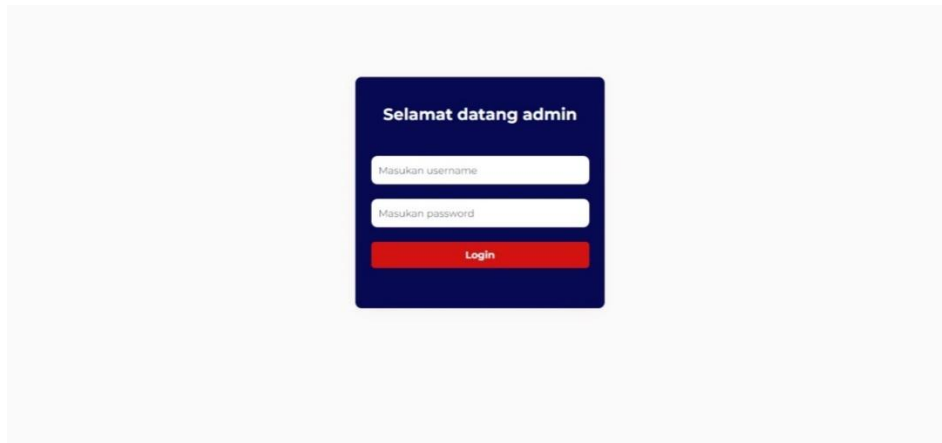 Selamat datang admin
Masukan username
Masukan password
Login